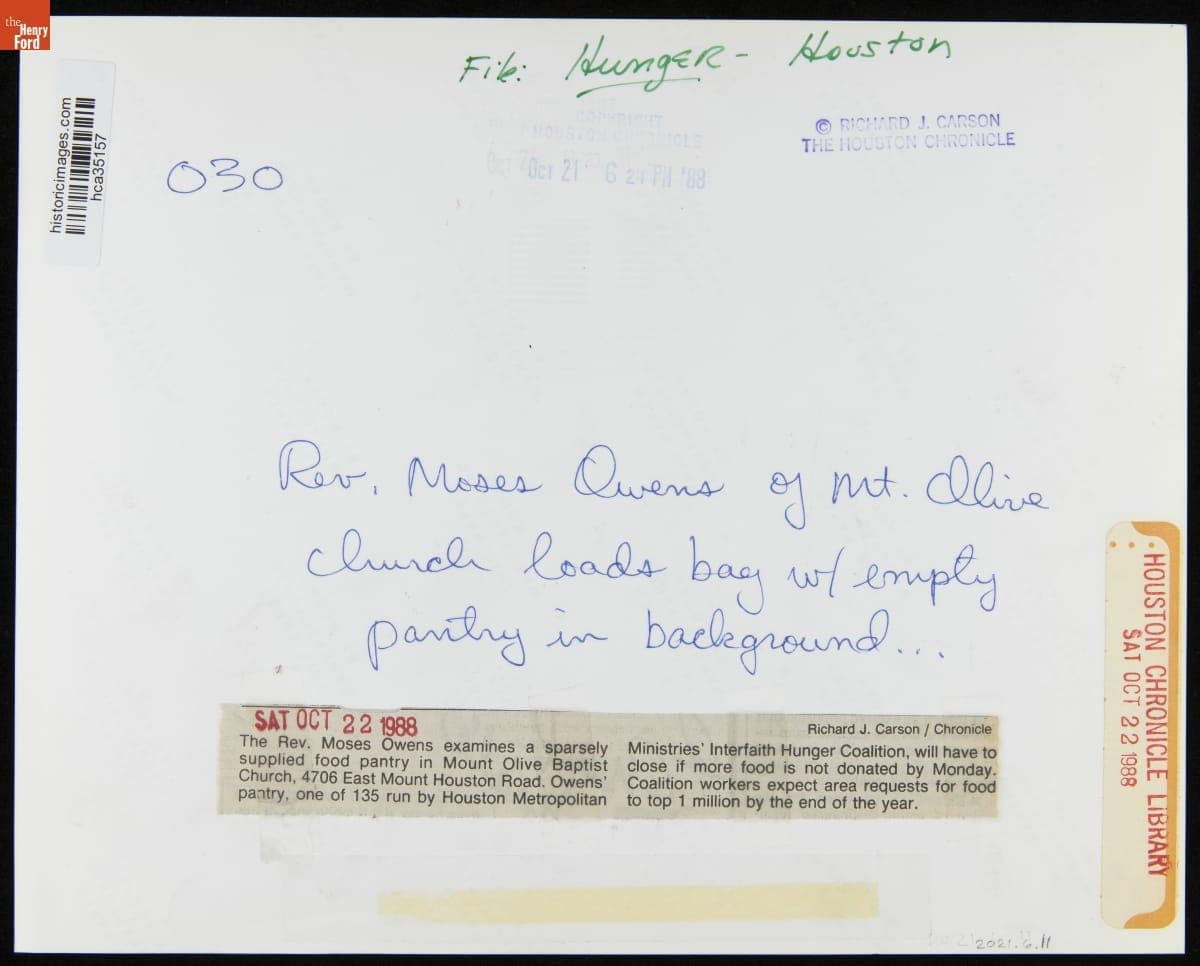 the
Henry
Ford
File: Hunger - Houston
historicimages.com
hca35157
COPYRIGHT
HOUSTON CHRONICLE
Oct 21 6 24 PM '88
© RICHARD J. CARSON
THE HOUSTON CHRONICLE
030
Rev. Moses Owens of Mt. Olive
church loads bag w/ empty
pantry in background...
SAT OCT 22 1988
The Rev. Moses Owens examines a sparsely
supplied food pantry in Mount Olive Baptist
Church, 4706 East Mount Houston Road. Owens'
pantry, one of 135 run by Houston Metropolitan
Richard J. Carson / Chronicle
Ministries' Interfaith Hunger Coalition, will have to
close if more food is not donated by Monday.
Coalition workers expect area requests for food
to top 1 million by the end of the year.
HOUSTON CHRONICLE LIBRARY
SAT OCT 22 1988
2021.6.11